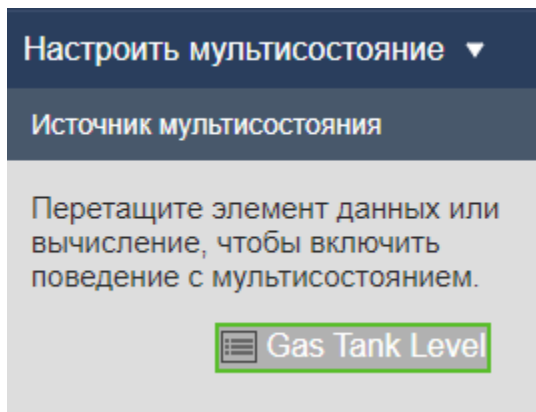 Настроить мультисостояние ▼
Источник мультисостояния
Перетащите элемент данных или
вычисление, чтобы включить
поведение с мультисостоянием.
Gas Tank Level